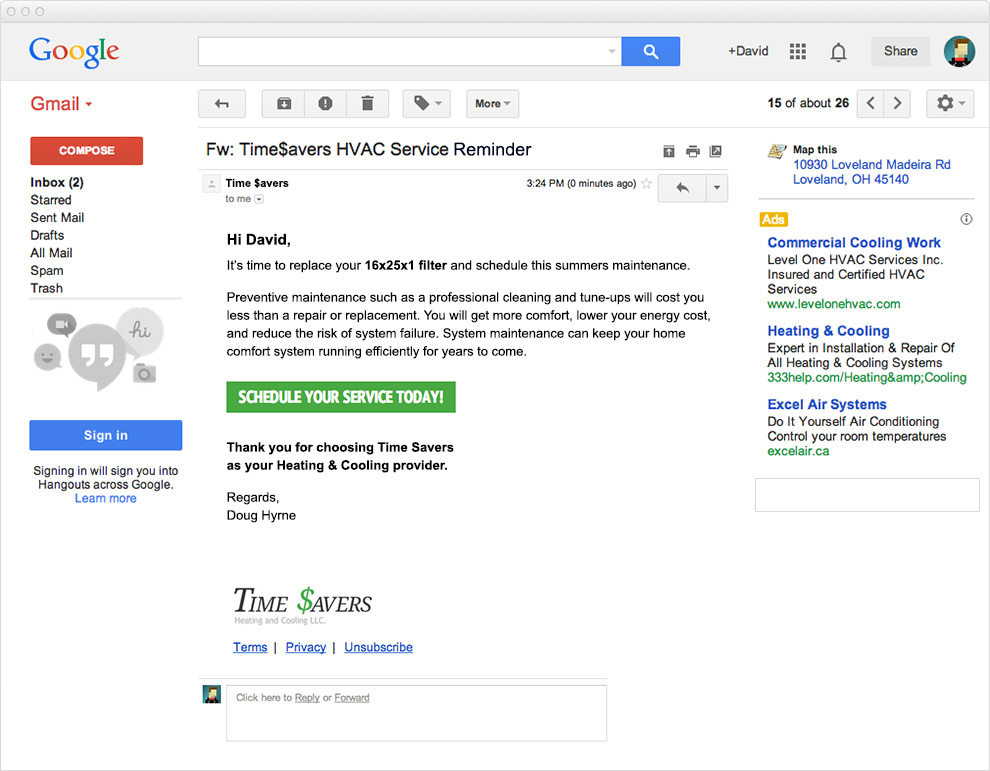 Google
+David
Share
Gmail
More
15 of about 26
COMPOSE
Inbox (2)
Starred
Sent Mail
Drafts
All Mail
Spam
Trash
hi
Sign in
Signing in will sign you into
Hangouts across Google.
Learn more
Fw: Time$avers HVAC Service Reminder
Time $avers
3:24 PM (0 minutes ago)
to me
Hi David,
It's time to replace your 16x25x1 filter and schedule this summers maintenance.
Preventive maintenance such as a professional cleaning and tune-ups will cost you
less than a repair or replacement. You will get more comfort, lower your energy cost,
and reduce the risk of system failure. System maintenance can keep your home
comfort system running efficiently for years to come.
SCHEDULE YOUR SERVICE TODAY!
Thank you for choosing Time Savers
as your Heating & Cooling provider.
Regards,
Doug Hyrne
TIME $AVERS
Heating and Cooling LLC.
Terms | Privacy | Unsubscribe
Click here to Reply or Forward
Map this
10930 Loveland Madeira Rd
Loveland, OH 45140
Ads
Commercial Cooling Work
Level One HVAC Services Inc.
Insured and Certified HVAC
Services
www.levelonehvac.com
Heating & Cooling
Expert in Installation & Repair Of
All Heating & Cooling Systems
333help.com/Heating&amp;Cooling
Excel Air Systems
Do It Yourself Air Conditioning
Control your room temperatures
excelair.ca